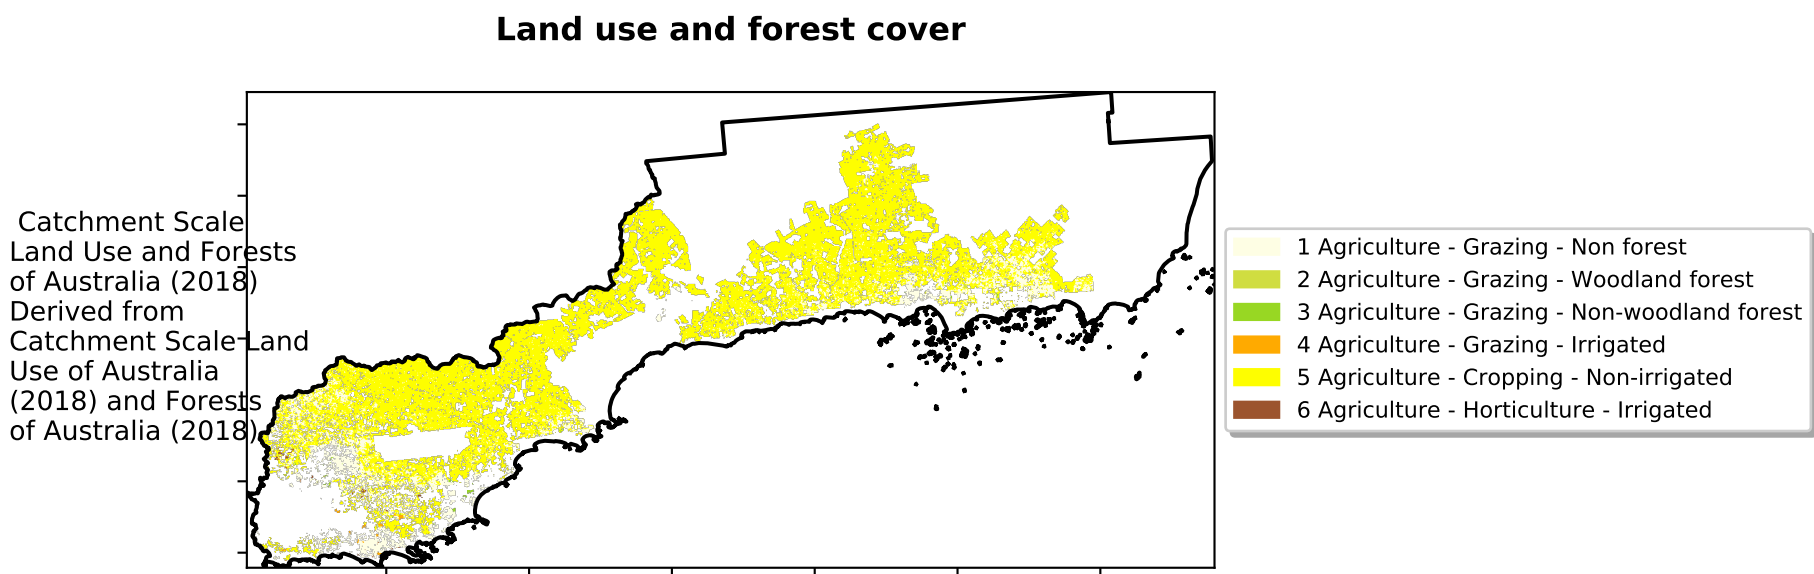 Land use and forest cover
Catchment Scale
Land Use and Forests
of Australia (2018)
Derived from
Catchment Scale Land
Use of Australia
(2018) and Forests
of Australia (2018)
1 Agriculture - Grazing - Non forest
2 Agriculture - Grazing - Woodland forest
3 Agriculture - Grazing - Non-woodland forest
4 Agriculture - Grazing - Irrigated
5 Agriculture - Cropping - Non-irrigated
6 Agriculture - Horticulture - Irrigated